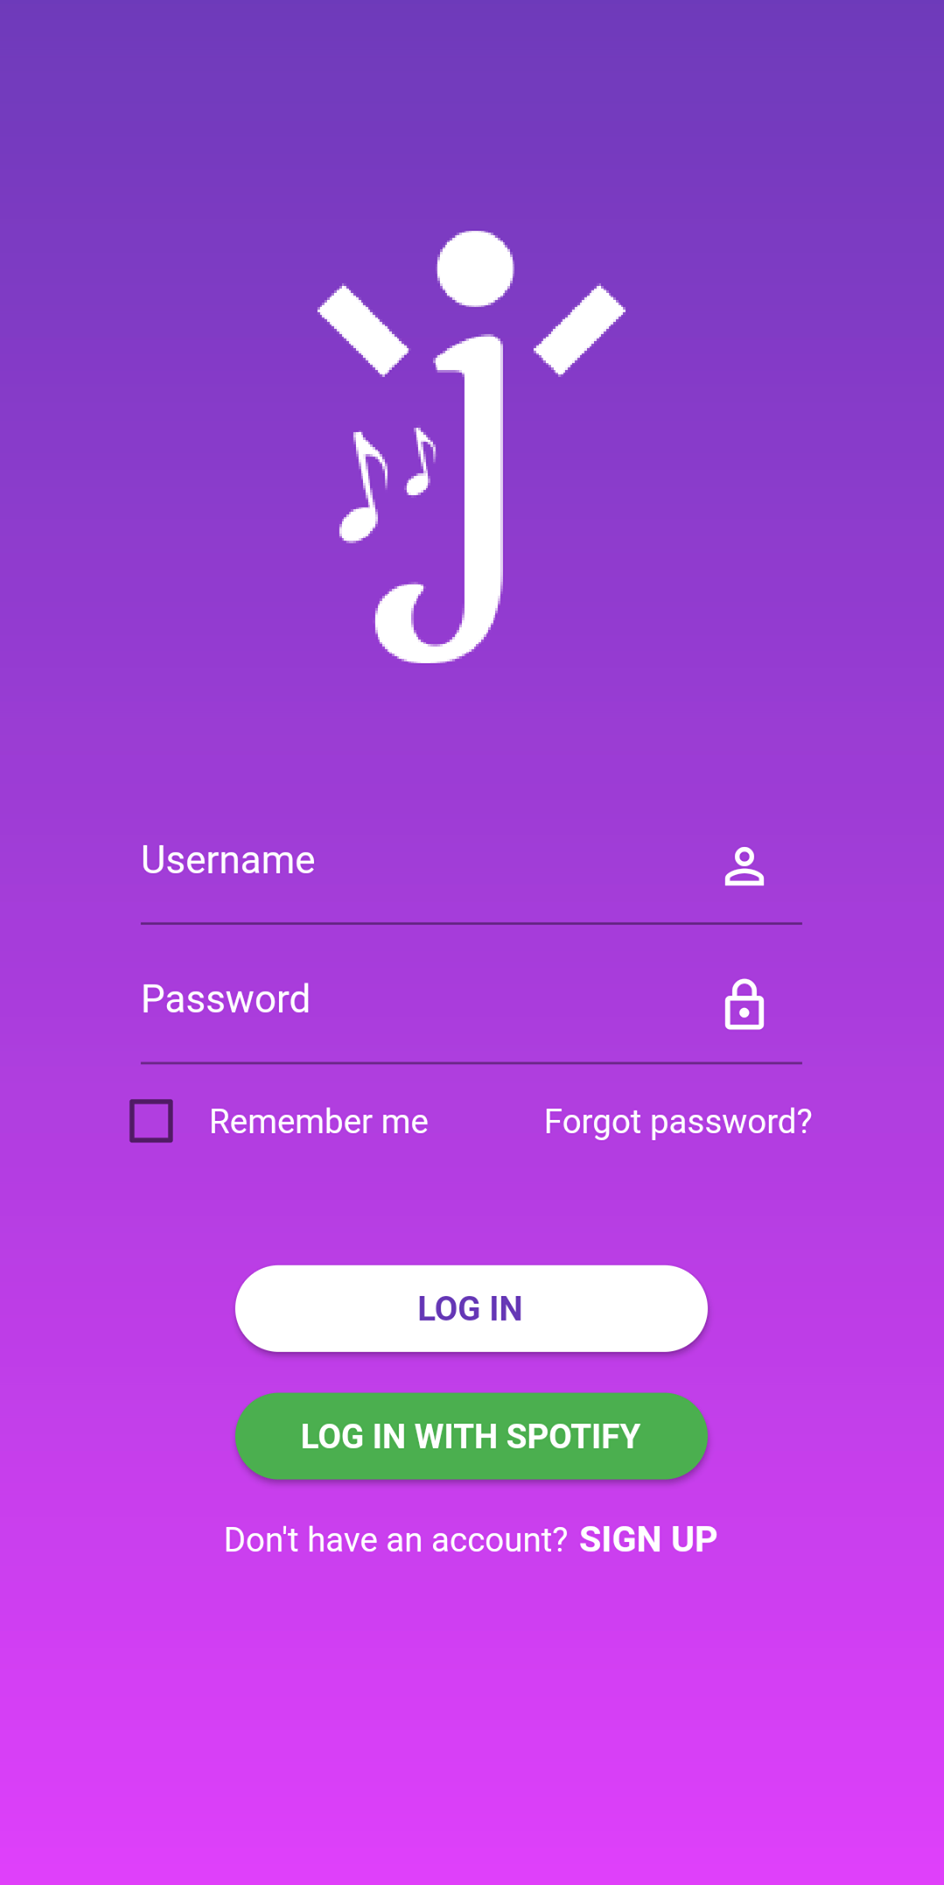 j
Username
Password
Remember me Forgot password?
LOG IN
LOG IN WITH SPOTIFY
Don't have an account? SIGN UP